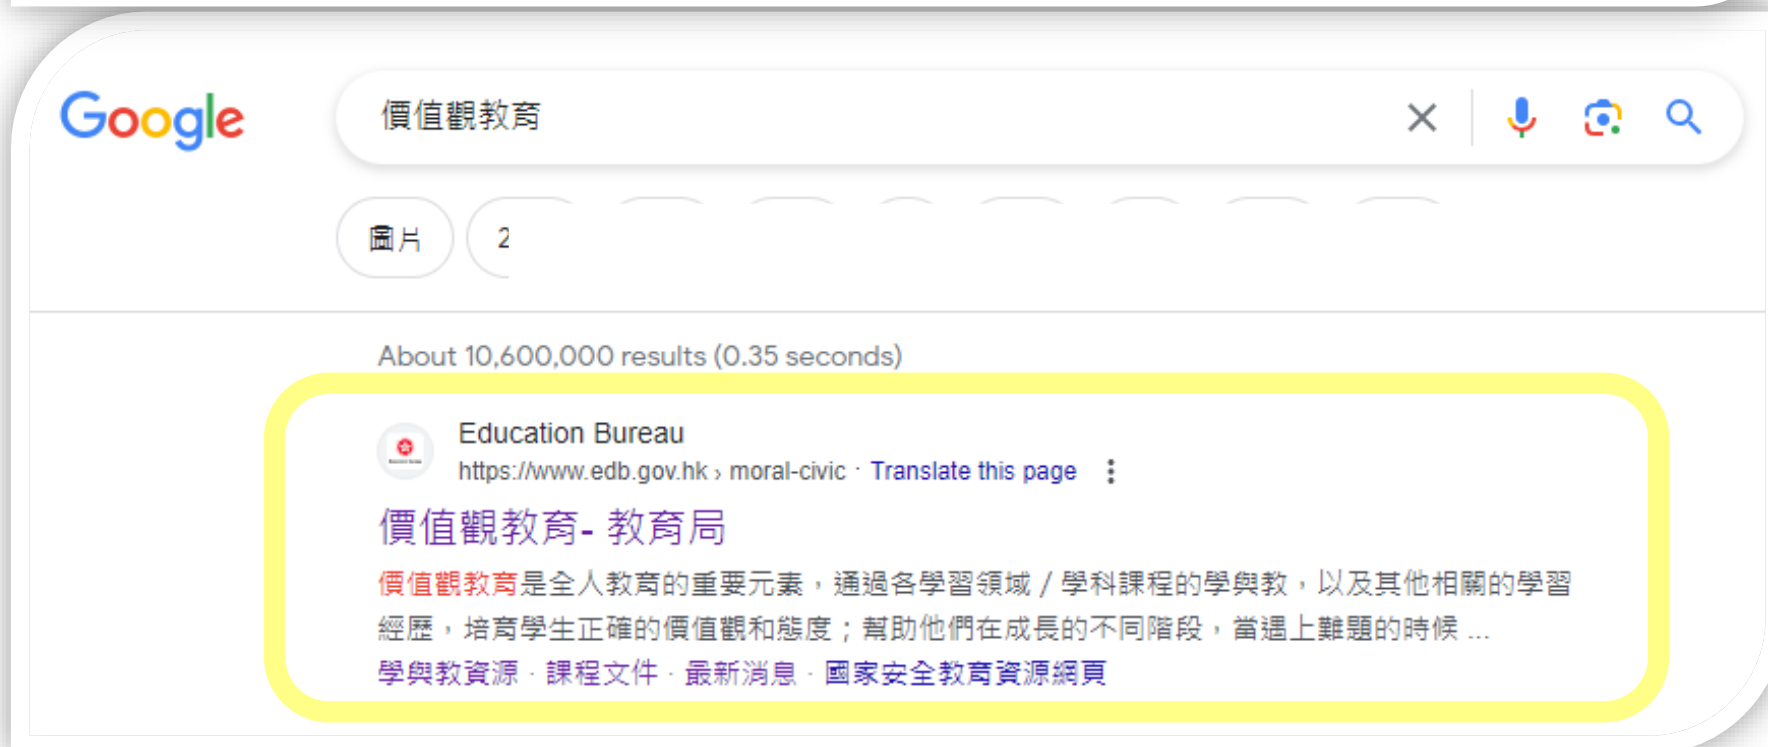 Google
價值觀教育
圖片
2
About 10,600,000 results (0.35 seconds)
Education Bureau
https://www.edb.gov.hk › moral-civic · Translate this page
價值觀教育- 教育局
價值觀教育是全人教育的重要元素，通過各學習領域 / 學科課程的學與教，以及其他相關的學習
經歷，培育學生正確的價值觀和態度；幫助他們在成長的不同階段，當遇上難題的時候 ...
學與教資源 · 課程文件 · 最新消息 · 國家安全教育資源網頁